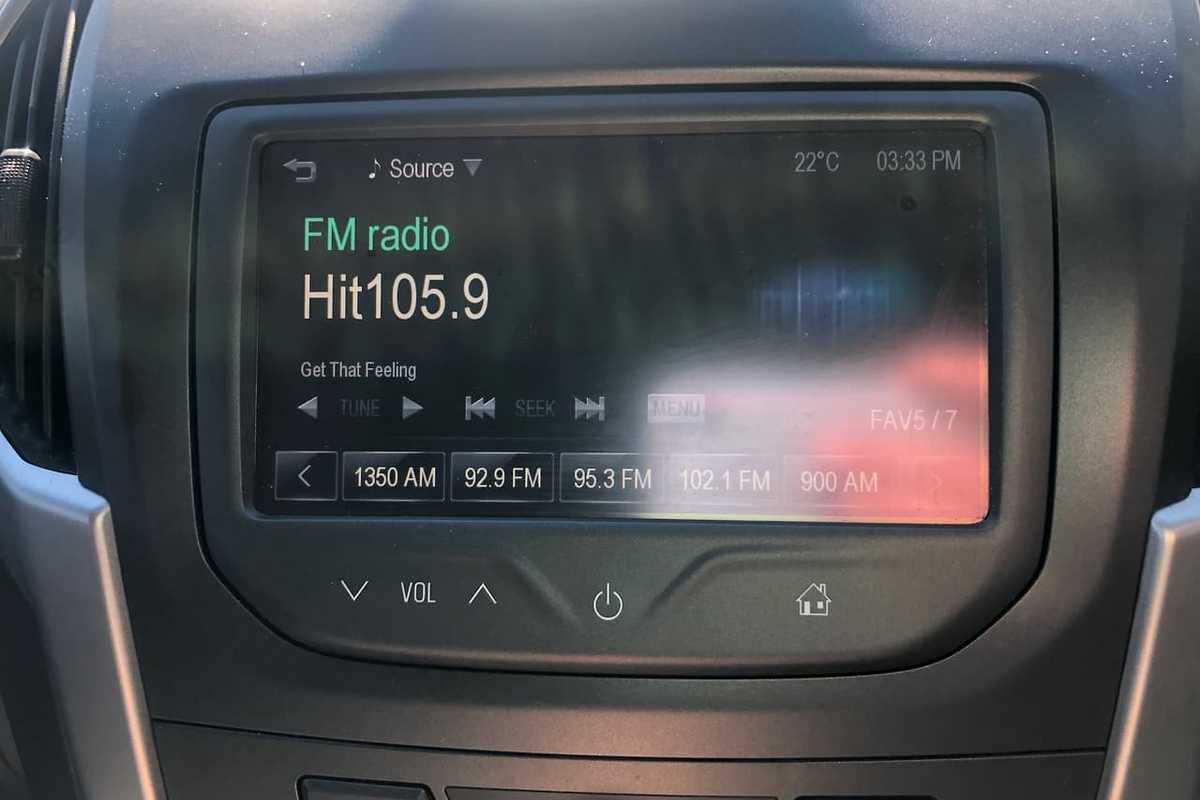 Source 22°C 03:33 PM
FM radio
Hit105.9
Get That Feeling
TUNE SEEK MENU FAV5 / 7
1350 AM 92.9 FM 95.3 FM 102.1 FM 900 AM
VOL